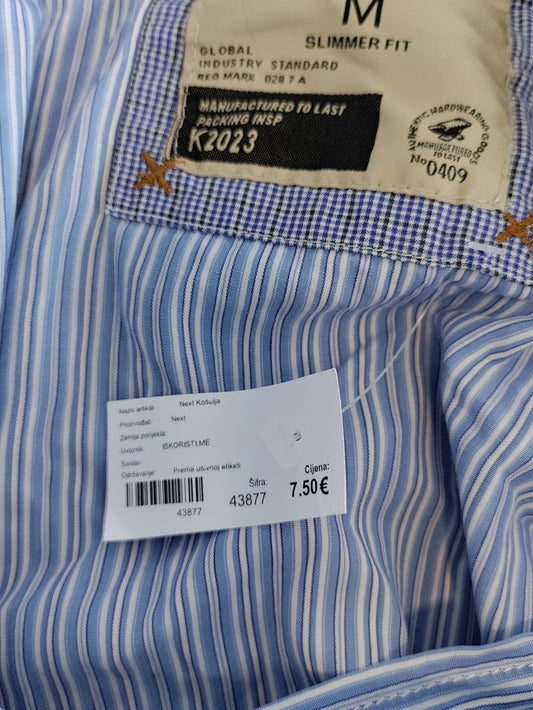 M
SLIMMER FIT
GLOBAL
INDUSTRY STANDARD
REG MARK 028 7 A
MANUFACTURED TO LAST
PACKING INSP
K2023
AUTHENTIC HARDWEARING GOODS
MANUFACTURED
TO LAST
No 0409
Naziv artikla: Next Košulja
Proizvođač: Next
Zemlja porijekla:
Uvoznik: ISKORISTI.ME
Sastav:
Održavanje: Prema ušivnoj etiketi
Šifra: Cijena:
43877 7.50€
43877